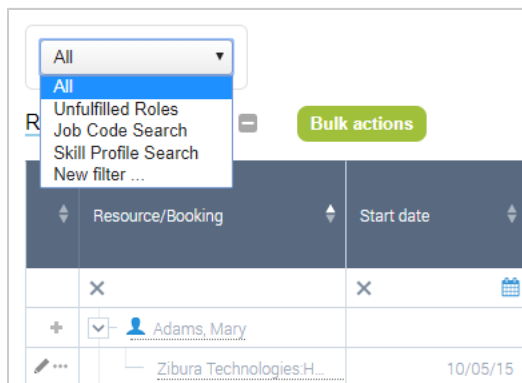 All
All
Unfulfilled Roles
Job Code Search
Skill Profile Search
New filter ...
R
Bulk actions
Resource/Booking
Start date
Adams, Mary
Zibura Technologies:H...
10/05/15